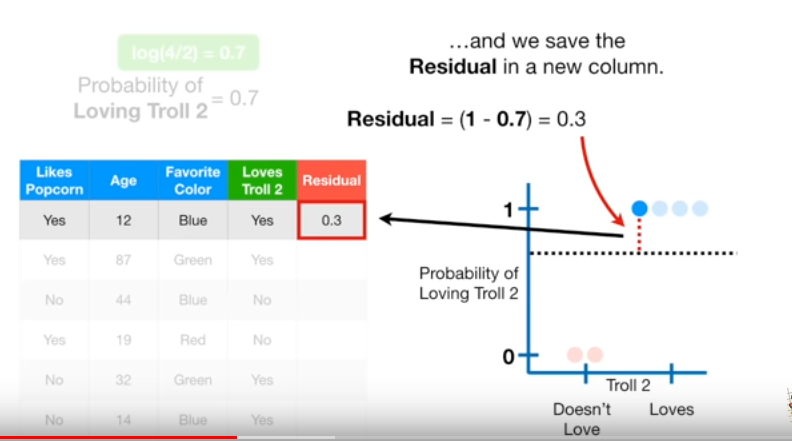 log(4/2) = 0.7
Probability of
Loving Troll 2 = 0.7
…and we save the
Residual in a new column.
Residual = (1 - 0.7) = 0.3
Likes Popcorn Age Favorite Color Loves Troll 2 Residual
Yes 12 Blue Yes 0.3
Yes 87 Green Yes
No 44 Blue No
Yes 19 Red No
No 32 Green Yes
No 14 Blue Yes
1
Probability of
Loving Troll 2
0
Troll 2
Doesn't Love
Loves